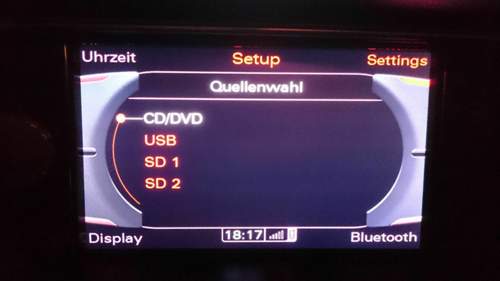 Uhrzeit Setup Settings
Quellenwahl
CD/DVD
USB
SD 1
SD 2
Display 18:17 Bluetooth